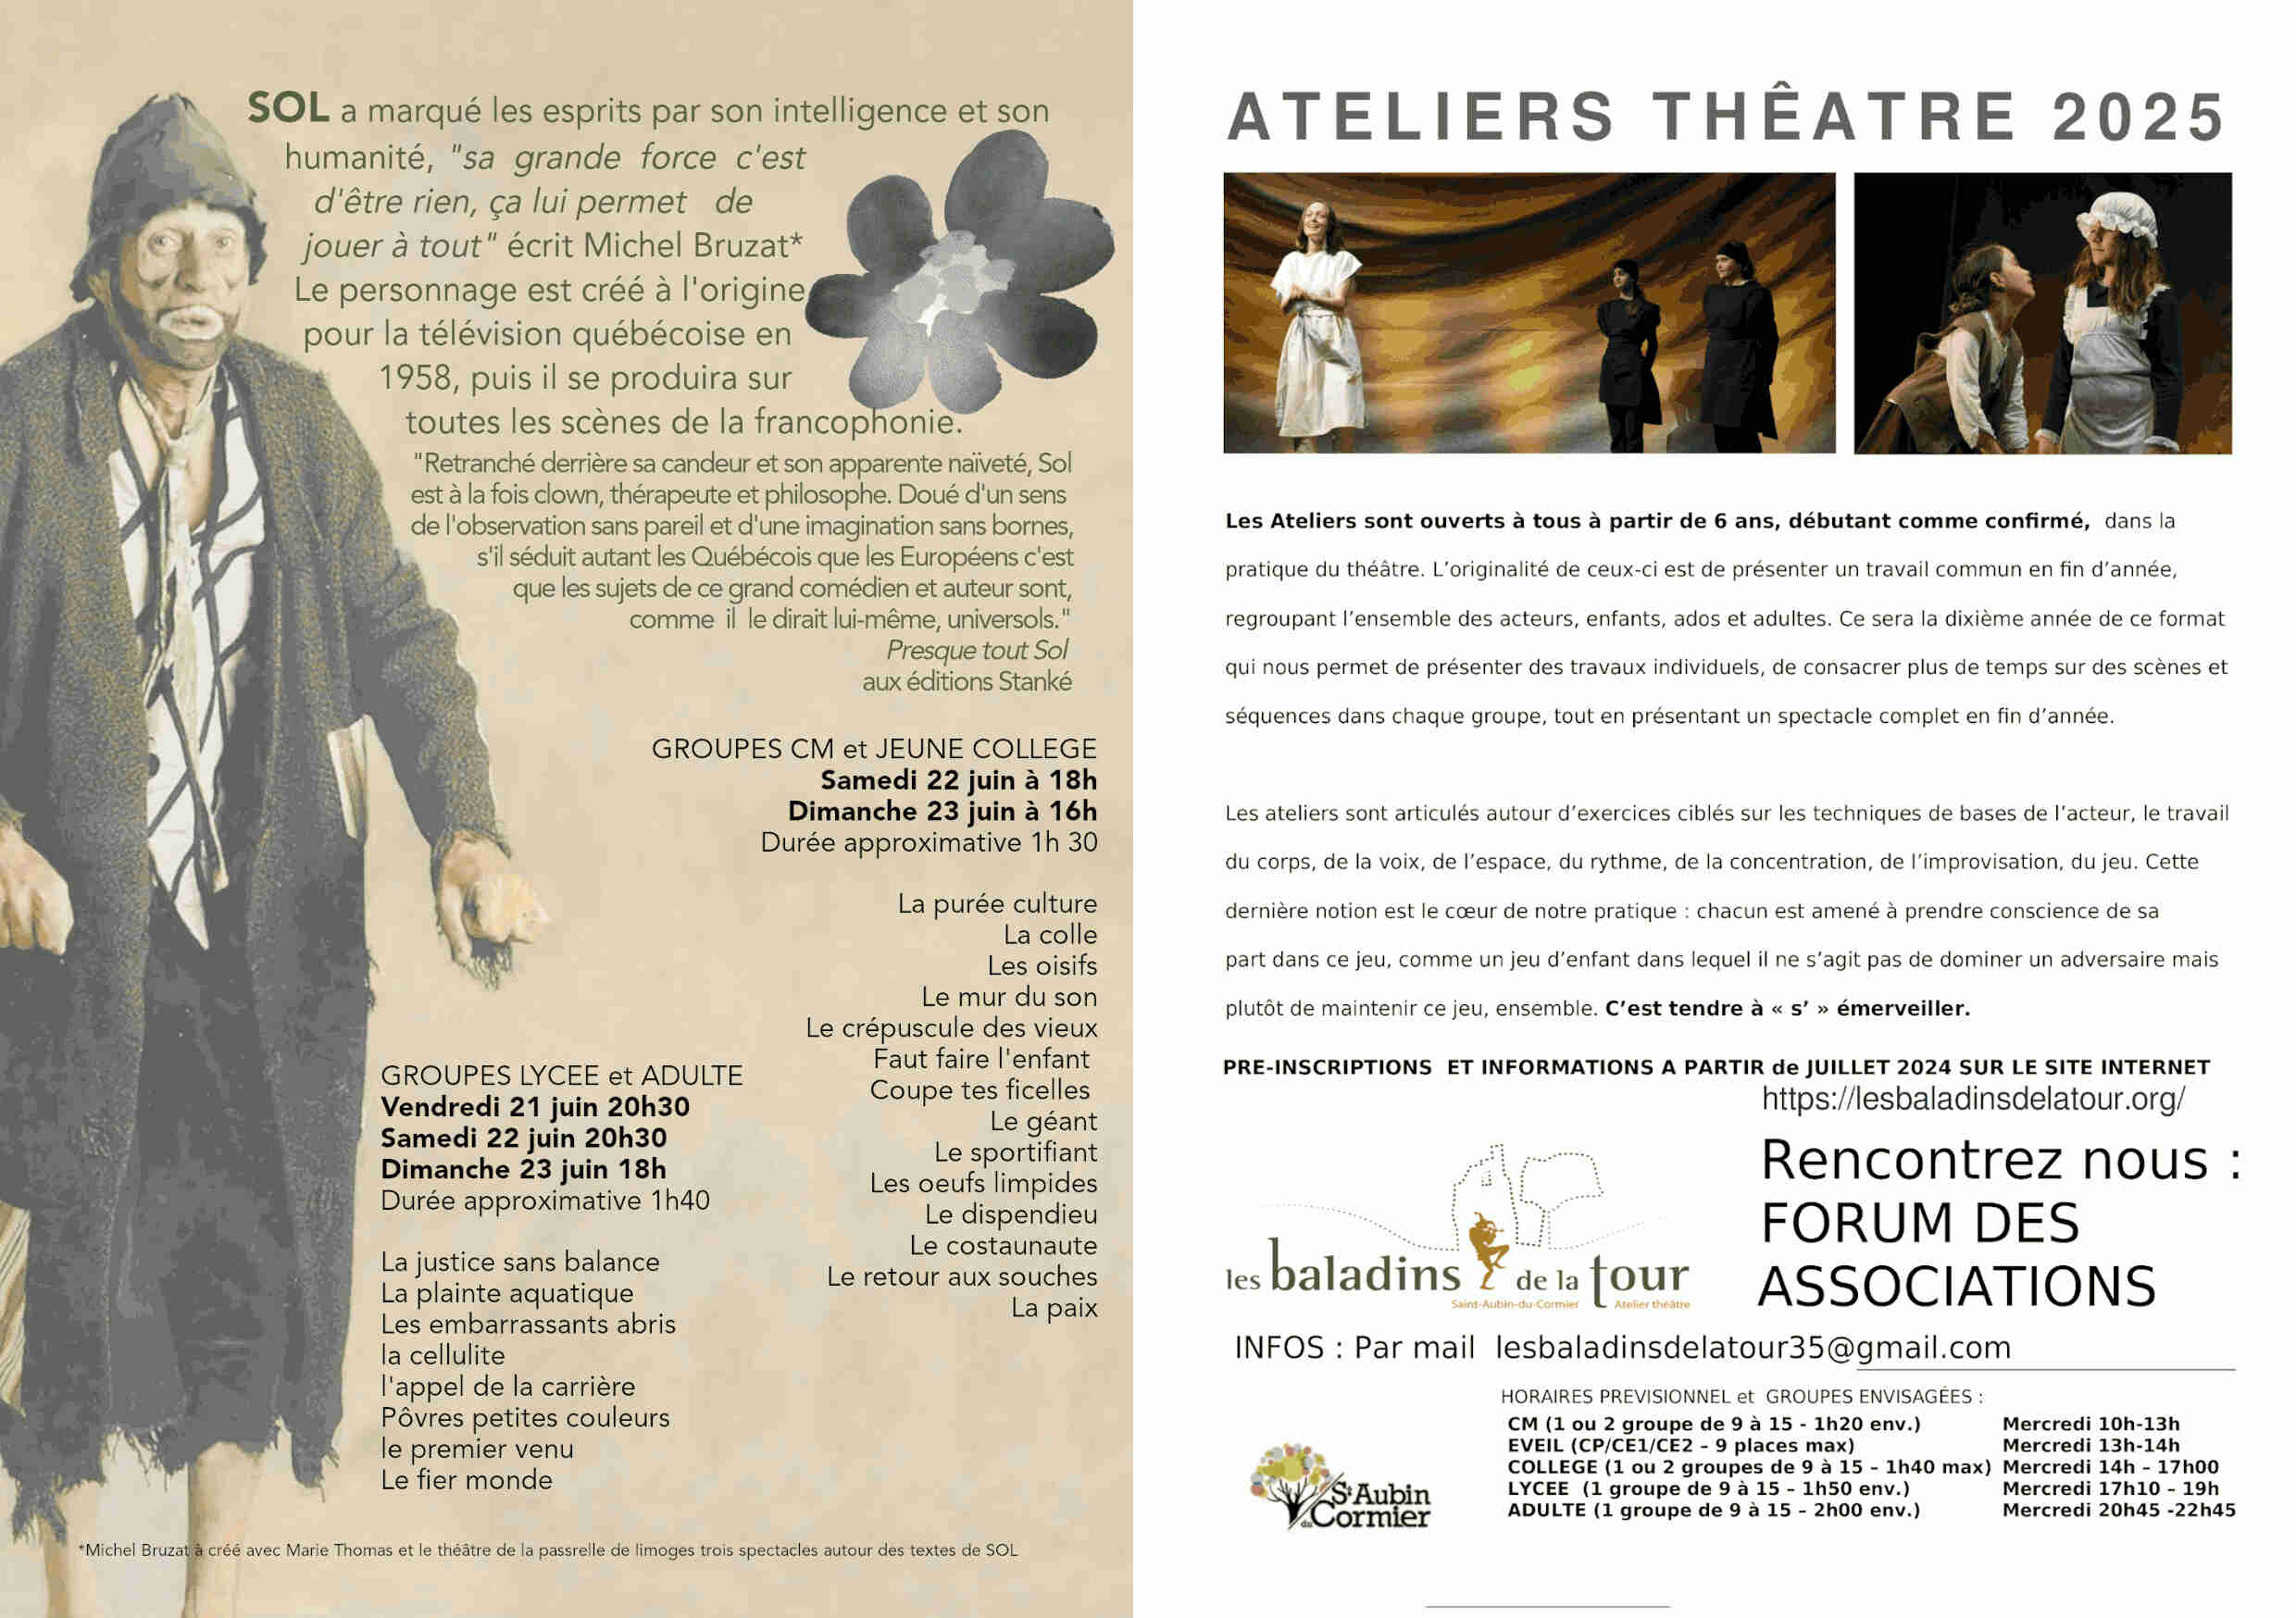 SOL a marqué les esprits par son intelligence et son
humanité, "sa grande force c'est
d'être rien, ça lui permet de
jouer à tout" écrit Michel Bruzat*
Le personnage est créé à l'origine
pour la télévision québécoise en
1958, puis il se produira sur
toutes les scènes de la francophonie.
"Retranché derrière sa candeur et son apparente naïveté, Sol
est à la fois clown, thérapeute et philosophe. Doué d'un sens
de l'observation sans pareil et d'une imagination sans bornes,
s'il séduit autant les Québécois que les Européens c'est
que les sujets de ce grand comédien et auteur sont,
comme il le dirait lui-même, universols."
Presque tout Sol
aux éditions Stanké
GROUPES CM et JEUNE COLLEGE
Samedi 22 juin à 18h
Dimanche 23 juin à 16h
Durée approximative 1h 30
La purée culture
La colle
Les oisifs
Le mur du son
Le crépuscule des vieux
Faut faire l'enfant
Coupe tes ficelles
Le géant
Le sportifiant
Les oeufs limpides
Le dispendieu
Le costaunaute
Le retour aux souches
La paix
GROUPES LYCEE et ADULTE
Vendredi 21 juin 20h30
Samedi 22 juin 20h30
Dimanche 23 juin 18h
Durée approximative 1h40
La justice sans balance
La plainte aquatique
Les embarrassants abris
la cellulite
l'appel de la carrière
Pôvres petites couleurs
le premier venu
Le fier monde
*Michel Bruzat à créé avec Marie Thomas et le théâtre de la passrelle de limoges trois spectacles autour des textes de SOL
ATELIERS THÊATRE 2025
Les Ateliers sont ouverts à tous à partir de 6 ans, débutant comme confirmé, dans la
pratique du théâtre. L’originalité de ceux-ci est de présenter un travail commun en fin d’année,
regroupant l’ensemble des acteurs, enfants, ados et adultes. Ce sera la dixième année de ce format
qui nous permet de présenter des travaux individuels, de consacrer plus de temps sur des scènes et
séquences dans chaque groupe, tout en présentant un spectacle complet en fin d’année.
Les ateliers sont articulés autour d’exercices ciblés sur les techniques de bases de l’acteur, le travail
du corps, de la voix, de l’espace, du rythme, de la concentration, de l’improvisation, du jeu. Cette
dernière notion est le cœur de notre pratique : chacun est amené à prendre conscience de sa
part dans ce jeu, comme un jeu d’enfant dans lequel il ne s’agit pas de dominer un adversaire mais
plutôt de maintenir ce jeu, ensemble. C’est tendre à « s’ » émerveiller.
PRE-INSCRIPTIONS ET INFORMATIONS A PARTIR de JUILLET 2024 SUR LE SITE INTERNET
https://lesbaladinsdelatour.org/
Rencontrez nous :
FORUM DES
ASSOCIATIONS
les baladins de la tour
Saint-Aubin-du-Cormier Atelier théâtre
INFOS : Par mail lesbaladinsdelatour35@gmail.com
HORAIRES PREVISIONNEL et GROUPES ENVISAGÉES :
CM (1 ou 2 groupe de 9 à 15 - 1h20 env.) Mercredi 10h-13h
EVEIL (CP/CE1/CE2 – 9 places max) Mercredi 13h-14h
COLLEGE (1 ou 2 groupes de 9 à 15 – 1h40 max) Mercredi 14h – 17h00
LYCEE (1 groupe de 9 à 15 – 1h50 env.) Mercredi 17h10 – 19h
ADULTE (1 groupe de 9 à 15 – 2h00 env.) Mercredi 20h45 -22h45
St Aubin
du Cormier